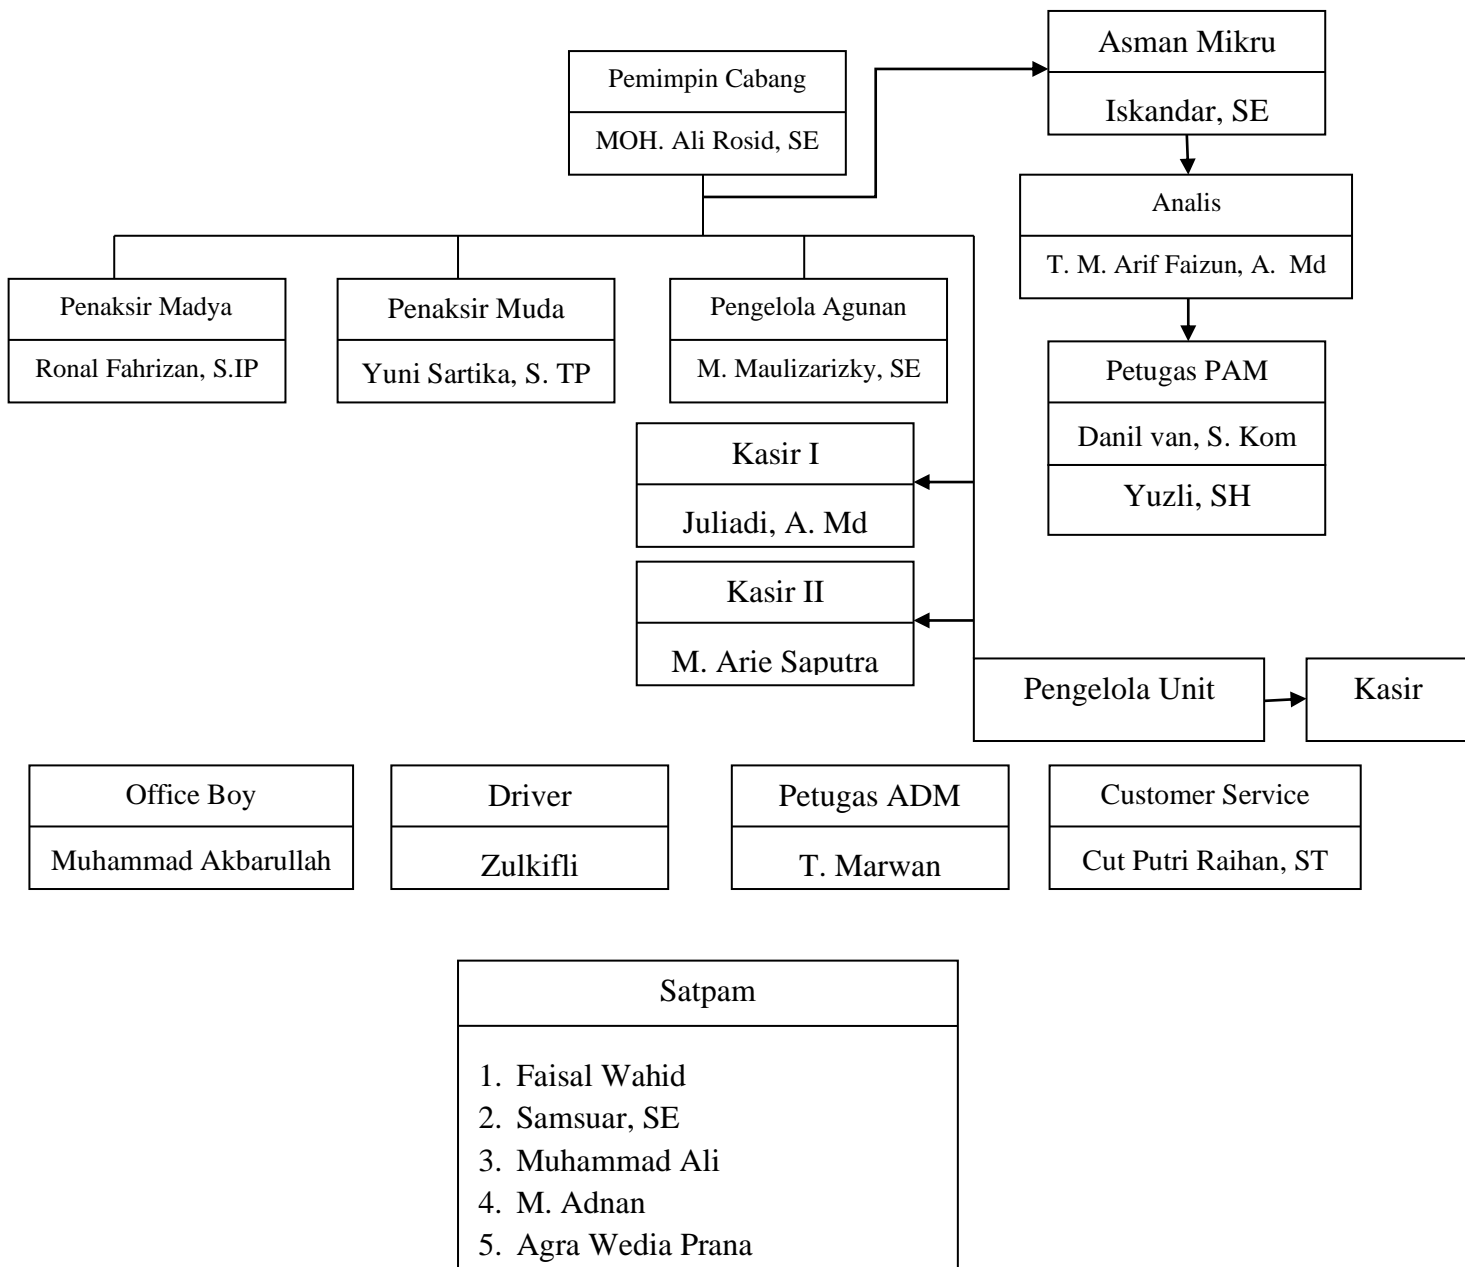 Asman Mikru
Iskandar, SE
Pemimpin Cabang
MOH. Ali Rosid, SE
Analis
T. M. Arif Faizun, A. Md
Penaksir Madya
Ronal Fahrizan, S.IP
Penaksir Muda
Yuni Sartika, S. TP
Pengelola Agunan
M. Maulizarizky, SE
Petugas PAM
Danil van, S. Kom
Yuzli, SH
Kasir I
Juliadi, A. Md
Kasir II
M. Arie Saputra
Pengelola Unit
Kasir
Office Boy
Muhammad Akbarullah
Driver
Zulkifli
Petugas ADM
T. Marwan
Customer Service
Cut Putri Raihan, ST
Satpam
1. Faisal Wahid
2. Samsuar, SE
3. Muhammad Ali
4. M. Adnan
5. Agra Wedia Prana